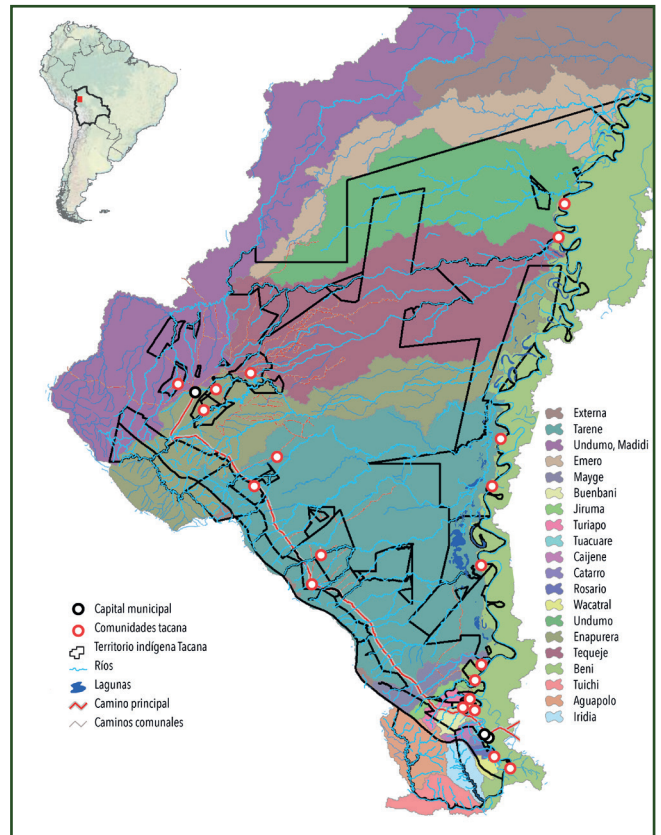 Externa
Tarene
Undumo, Madidi
Emero
Mayge
Buenbani
Jiruma
Turiapo
Tuacuare
Caijene
Catarro
Rosario
Wacatral
Undumo
Enapurera
Tequeje
Beni
Tuichi
Aguapolo
Iridia
Capital municipal
Comunidades tacana
Territorio indígena Tacana
Ríos
Lagunas
Camino principal
Caminos comunales